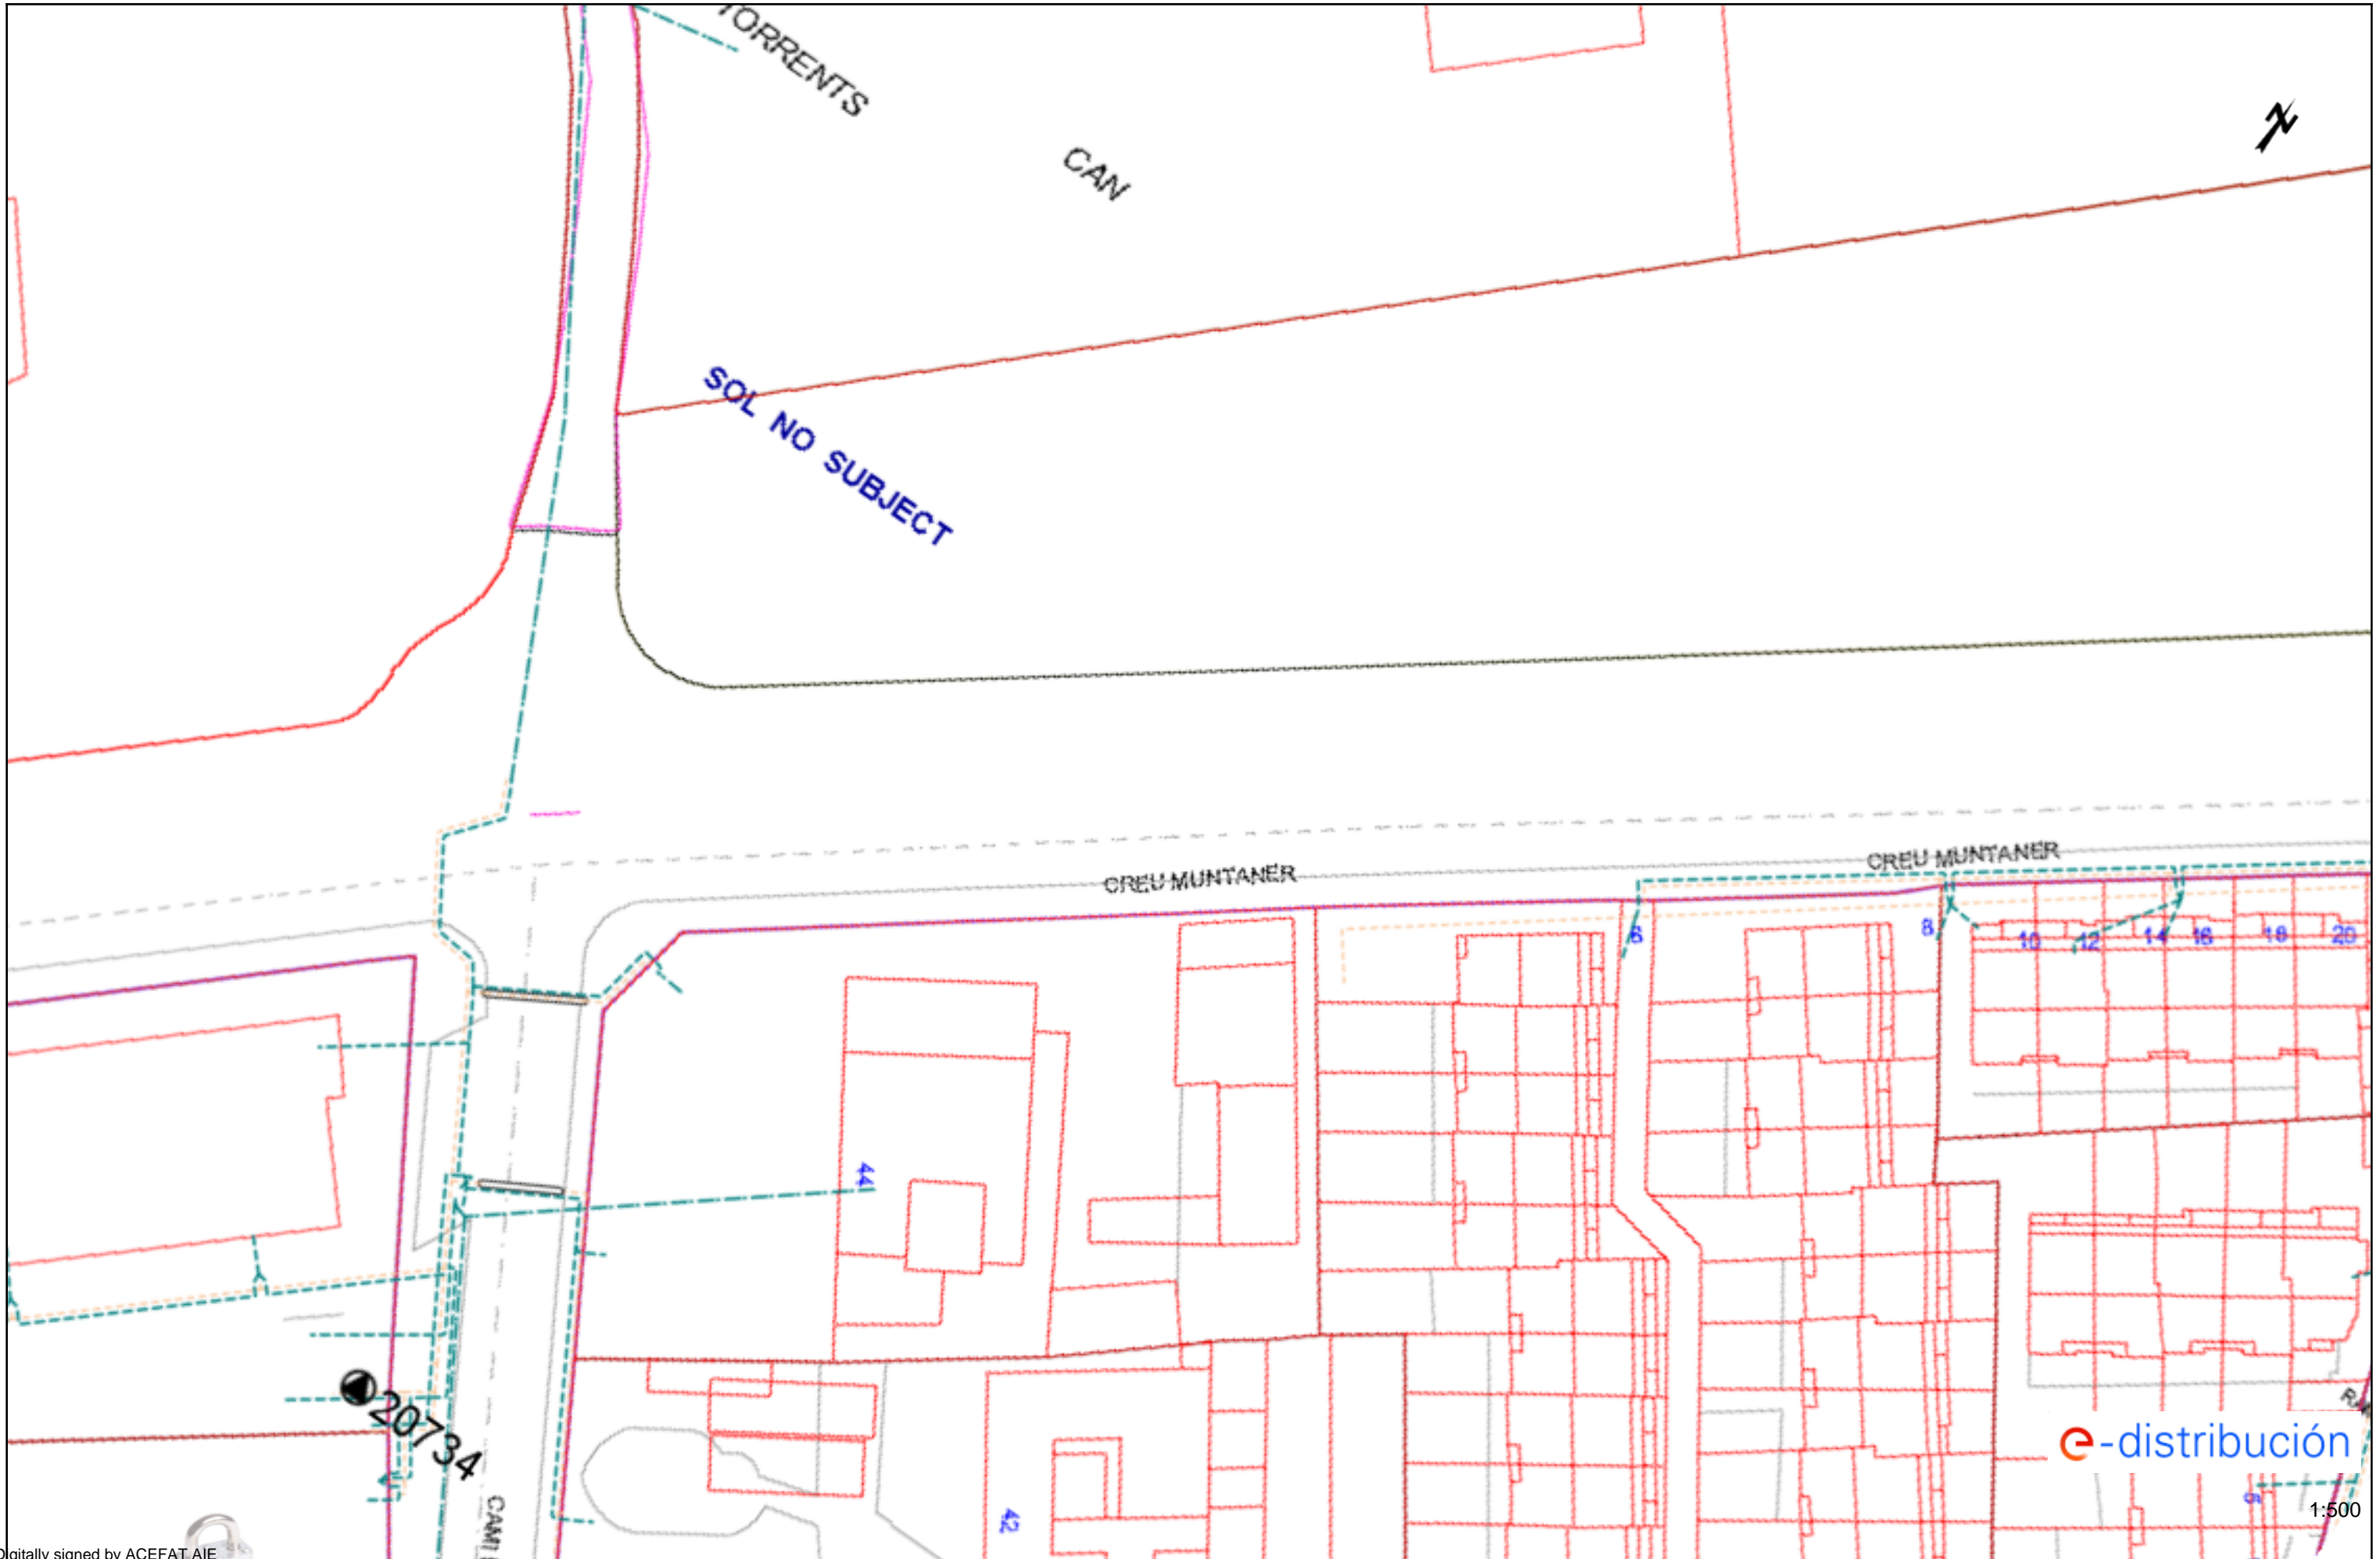 TORRENTS
CAN
SOL NO SUBJECT
CREU MUNTANER
CREU MUNTANER
6
8
10
12
14
16
18
20
44
20734
CAMI
42
e-distribución
1:500
Digitally signed by ACEFAT, AIE